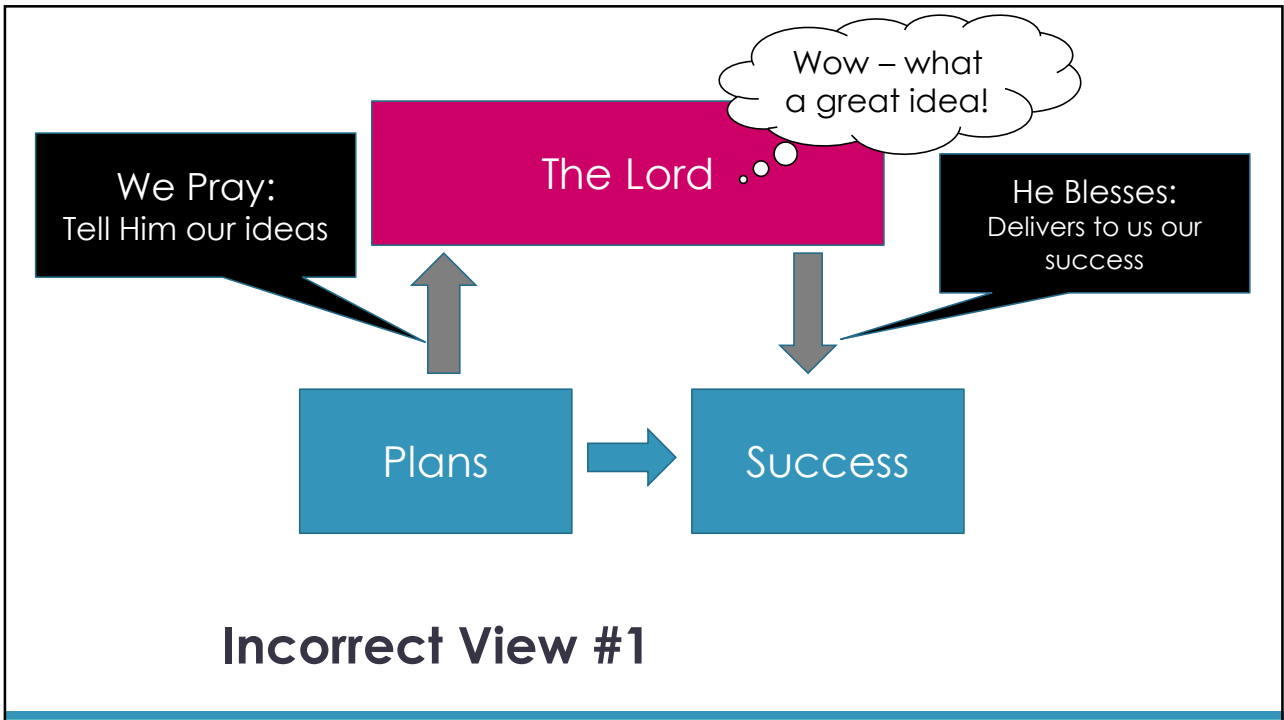 Wow – what
a great idea!
The Lord
We Pray:
Tell Him our ideas
He Blesses:
Delivers to us our
success
Plans
Success
Incorrect View #1